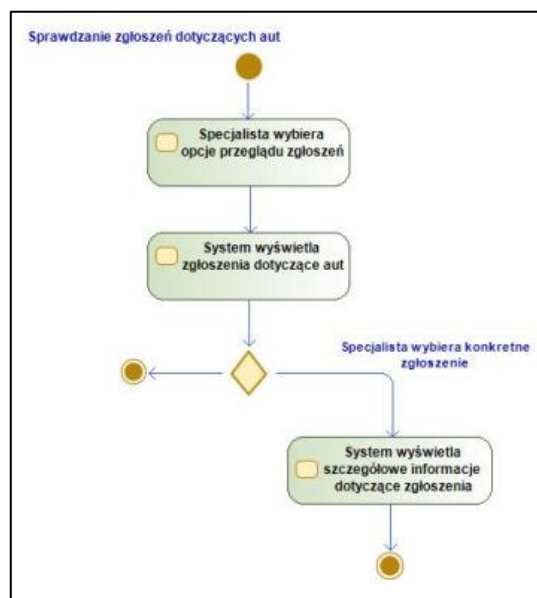 Sprawdzanie zgłoszeń dotyczących aut
Specjalista wybiera
opcje przeglądu zgłoszeń
System wyświetla
zgłoszenia dotyczące aut
Specjalista wybiera konkretne
zgłoszenie
System wyświetla
szczegółowe informacje
dotyczące zgłoszenia